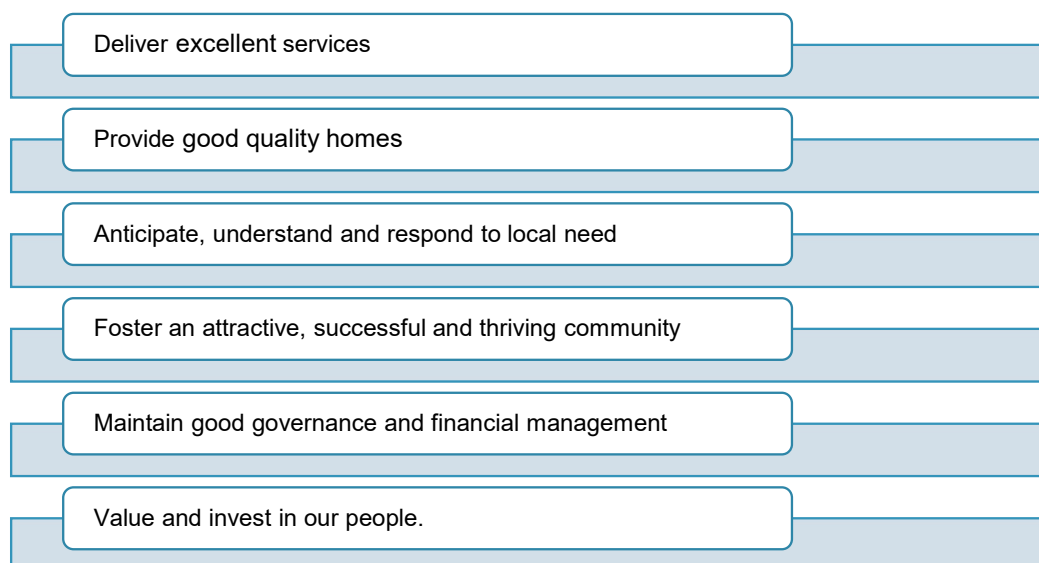 Deliver excellent services
Provide good quality homes
Anticipate, understand and respond to local need
Foster an attractive, successful and thriving community
Maintain good governance and financial management
Value and invest in our people.